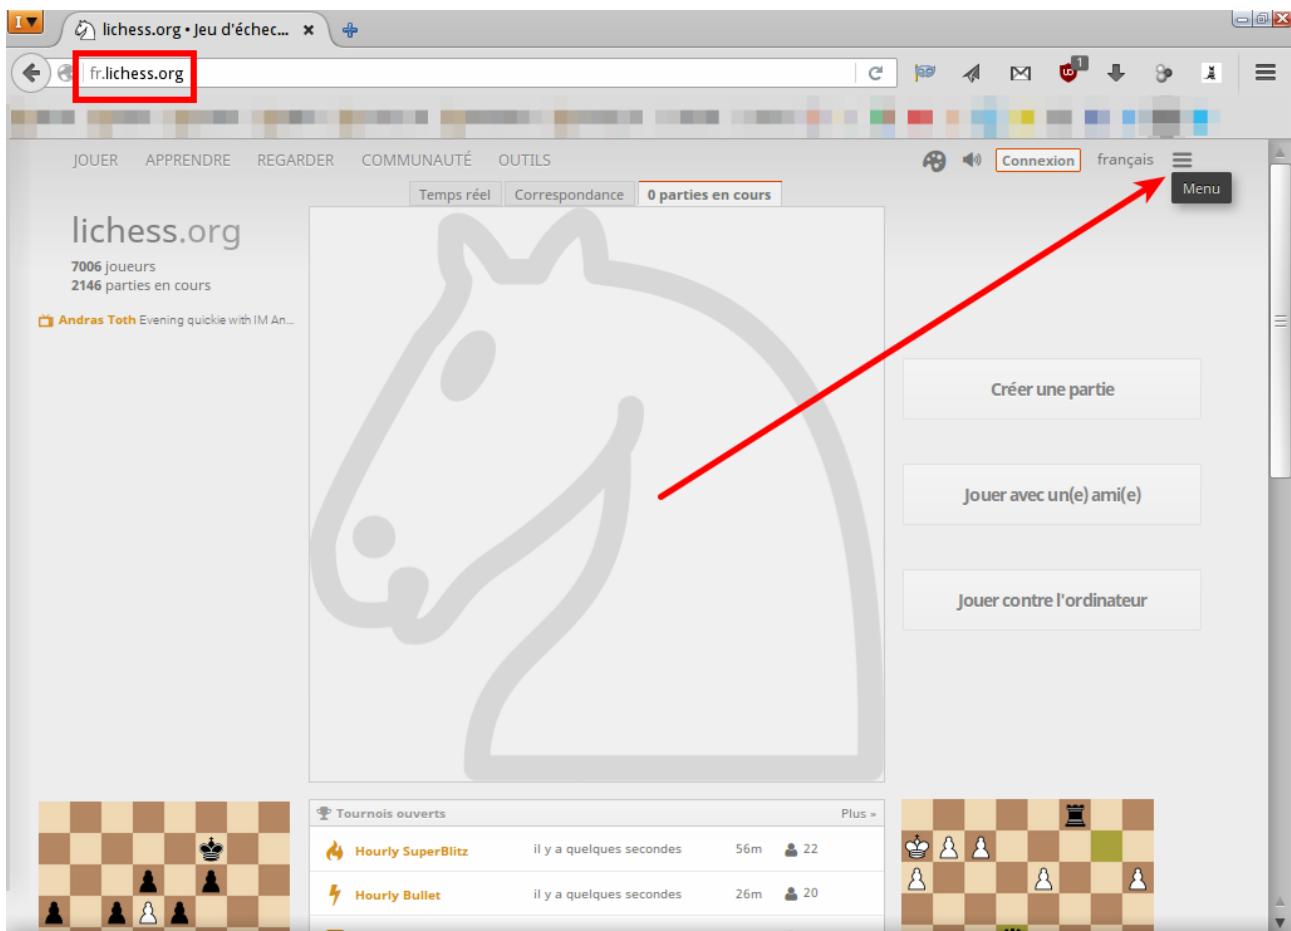 lichess.org • Jeu d'échec...
fr.lichess.org
1
JOUER APPRENDRE REGARDER COMMUNAUTÉ OUTILS
Connexion français
Menu
Temps réel Correspondance 0 parties en cours
lichess.org
7006 joueurs
2146 parties en cours
Andras Toth Evening quickie with IM An...
Créer une partie
Jouer avec un(e) ami(e)
Jouer contre l'ordinateur
Tournois ouverts Plus »
Hourly SuperBlitz il y a quelques secondes 56m 22
Hourly Bullet il y a quelques secondes 26m 20